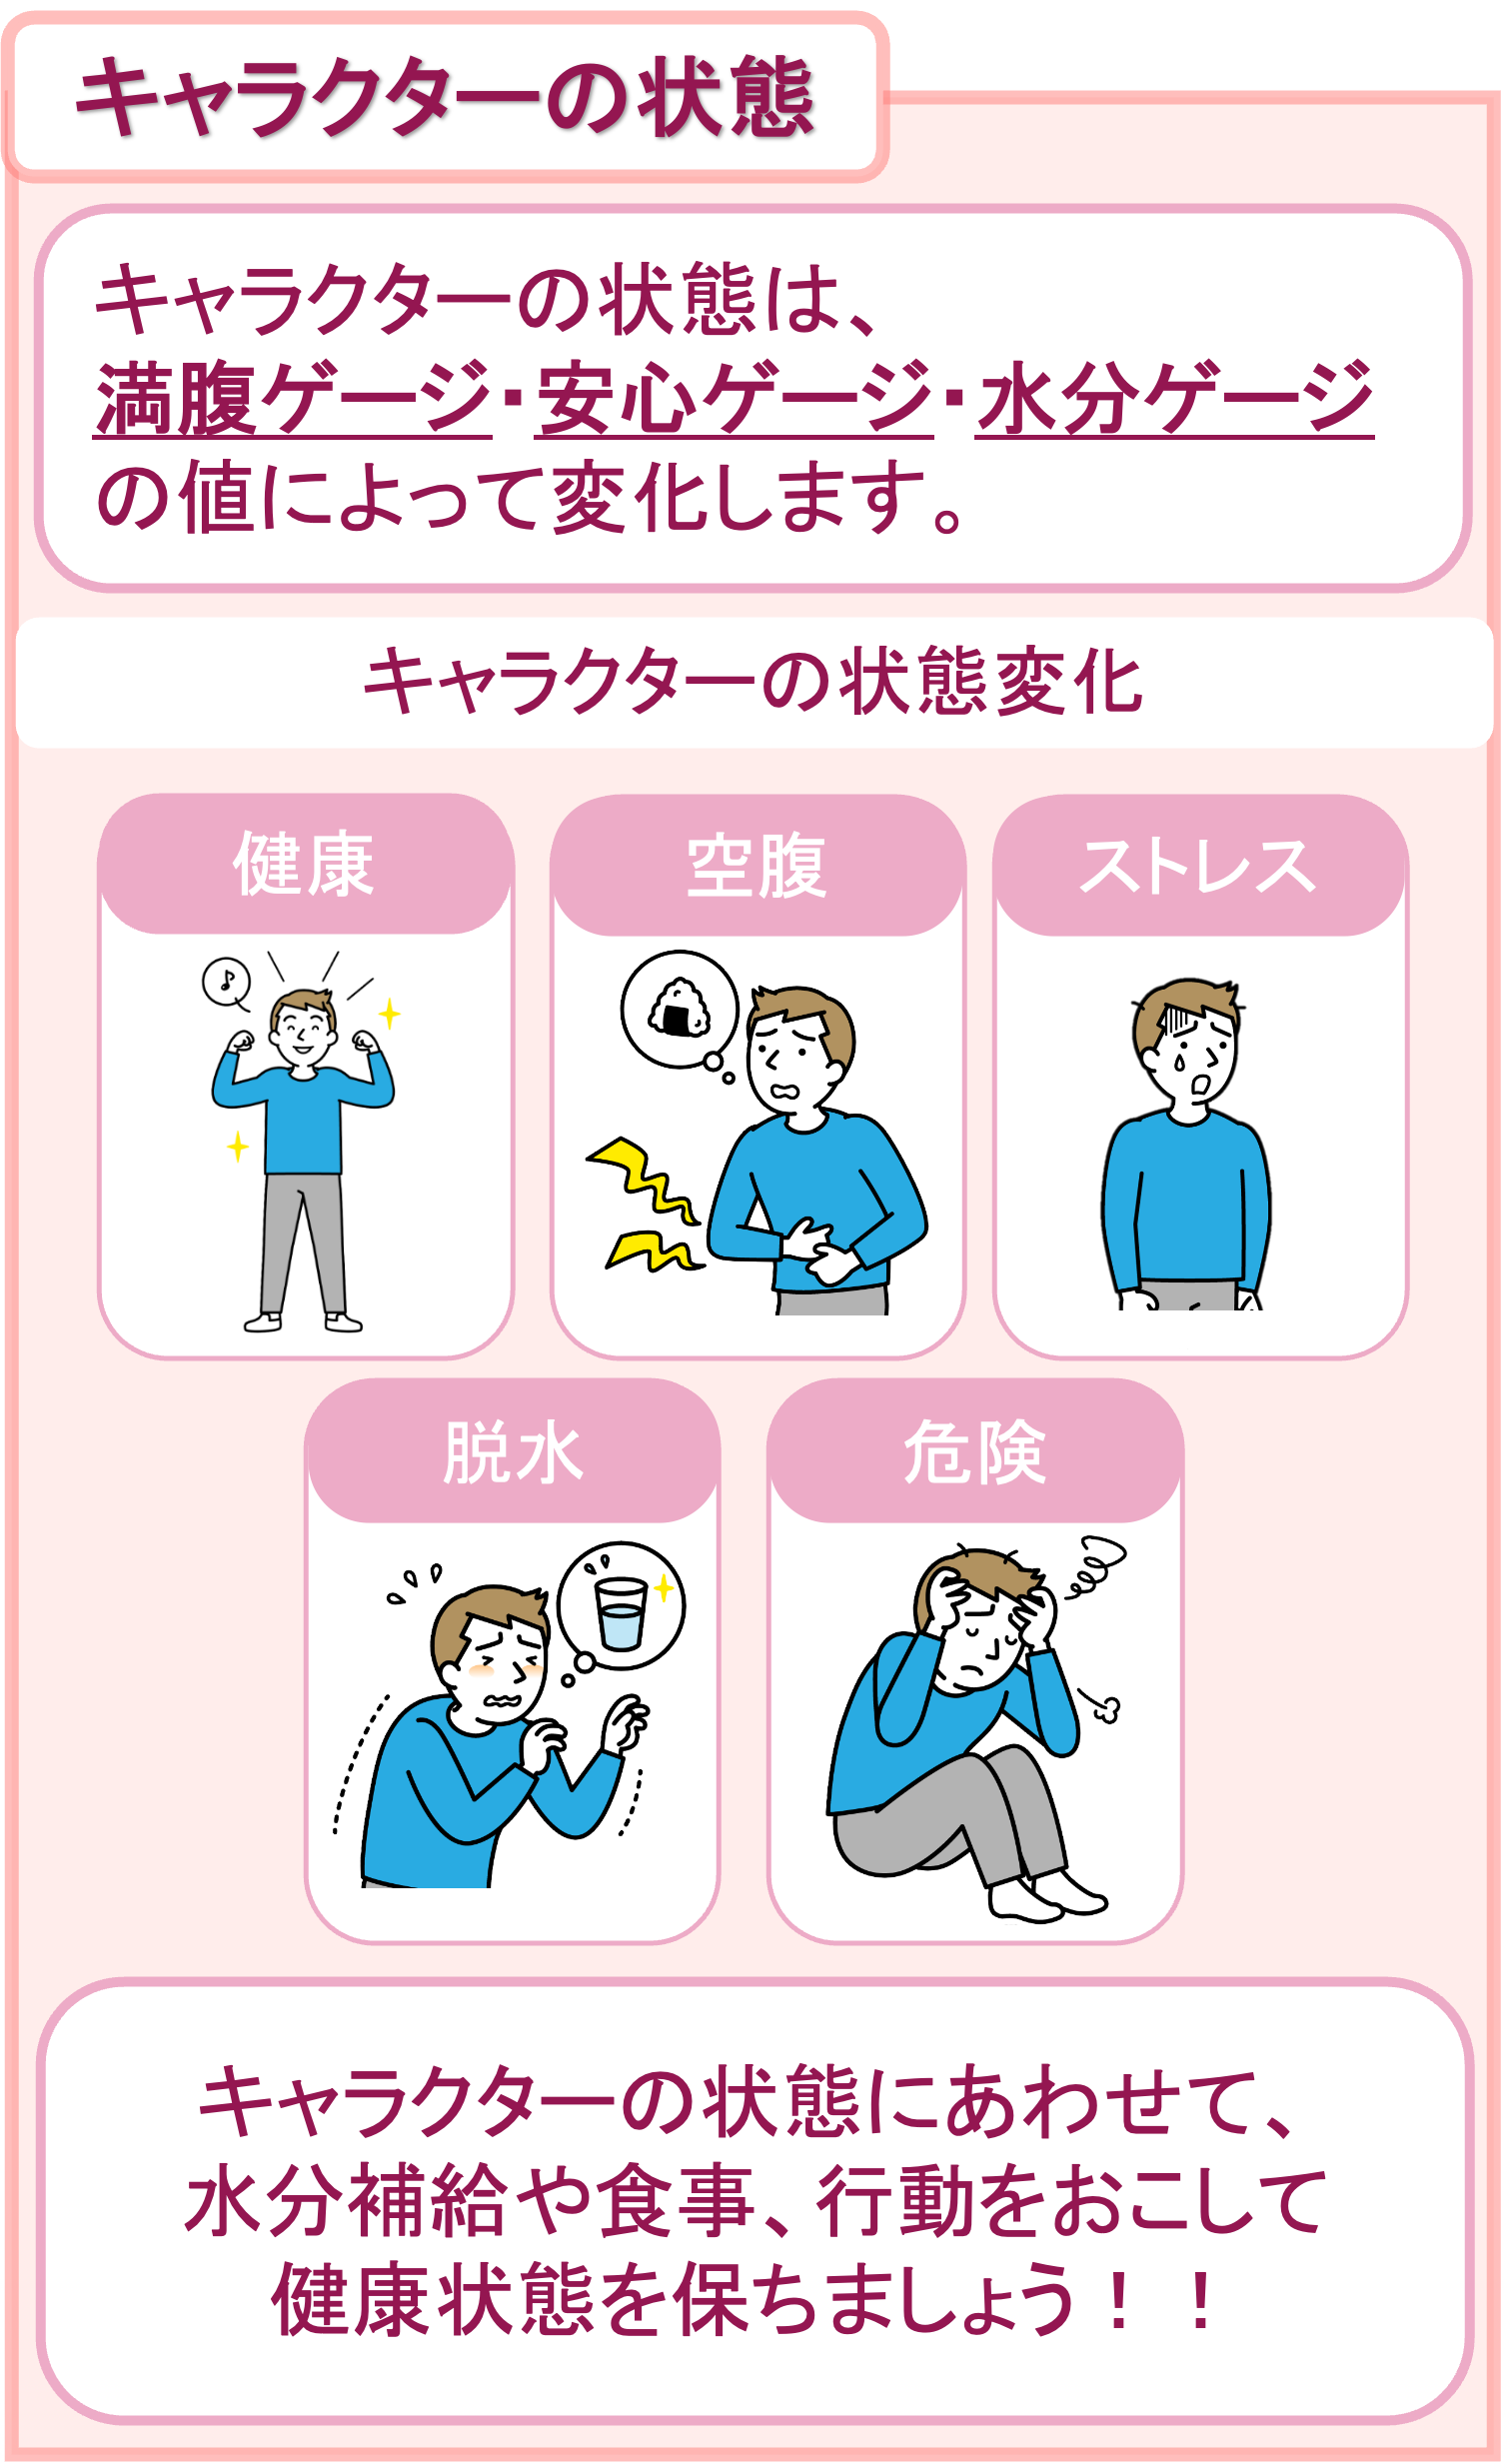 キャラクターの状態
キャラクターの状態は、
満腹ゲージ・安心ゲージ・水分ゲージ
の値によって変化します。
キャラクターの状態変化
健康
空腹
ストレス
脱水
危険
キャラクターの状態にあわせて、
水分補給や食事、行動をおこして
健康状態を保ちましょう！！